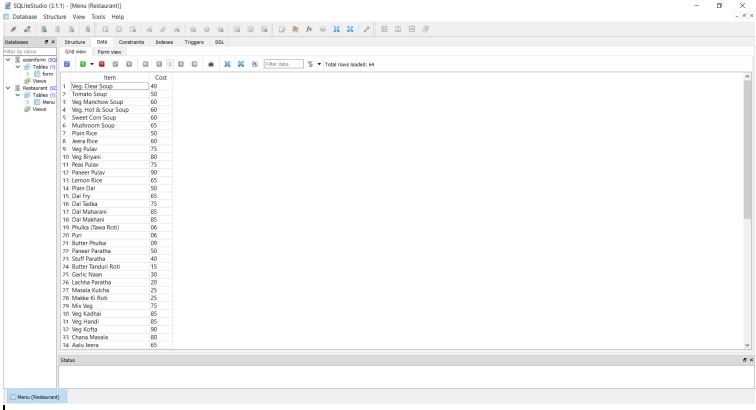 SQLiteStudio (3.1.1) - [Menu (Restaurant)]
Database Structure View Tools Help
Databases
Structure Data Constraints Indexes Triggers DDL
Filter by name
Grid view Form view
examform (SQL
Tables (1)
form
Views
Restaurant (SC
Tables (1)
Menu
Views
Filter data
Total rows loaded: 64
Item Cost
1 Veg. Clear Soup 40
2 Tomato Soup 50
3 Veg Manchow Soup 60
4 Veg. Hot & Sour Soup 60
5 Sweet Corn Soup 60
6 Mushroom Soup 65
7 Plain Rice 50
8 Jeera Rice 60
9 Veg Pulav 75
10 Veg Biryani 80
11 Peas Pulav 75
12 Paneer Pulav 90
13 Lemon Rice 65
14 Plain Dal 50
15 Dal Fry 65
16 Dal Tadka 75
17 Dal Maharani 85
18 Dal Makhani 85
19 Phulka (Tawa Roti) 06
20 Puri 06
21 Butter Phulka 09
22 Paneer Paratha 50
23 Stuff Paratha 40
24 Butter Tanduri Roti 15
25 Garlic Naan 30
26 Lachha Paratha 20
27 Masala Kulcha 25
28 Makke Ki Roti 25
29 Mix Veg 75
30 Veg Kadhai 85
31 Veg Handi 85
32 Veg Kofta 90
33 Chana Masala 80
34 Aalu Jeera 65
Status
Menu (Restaurant)